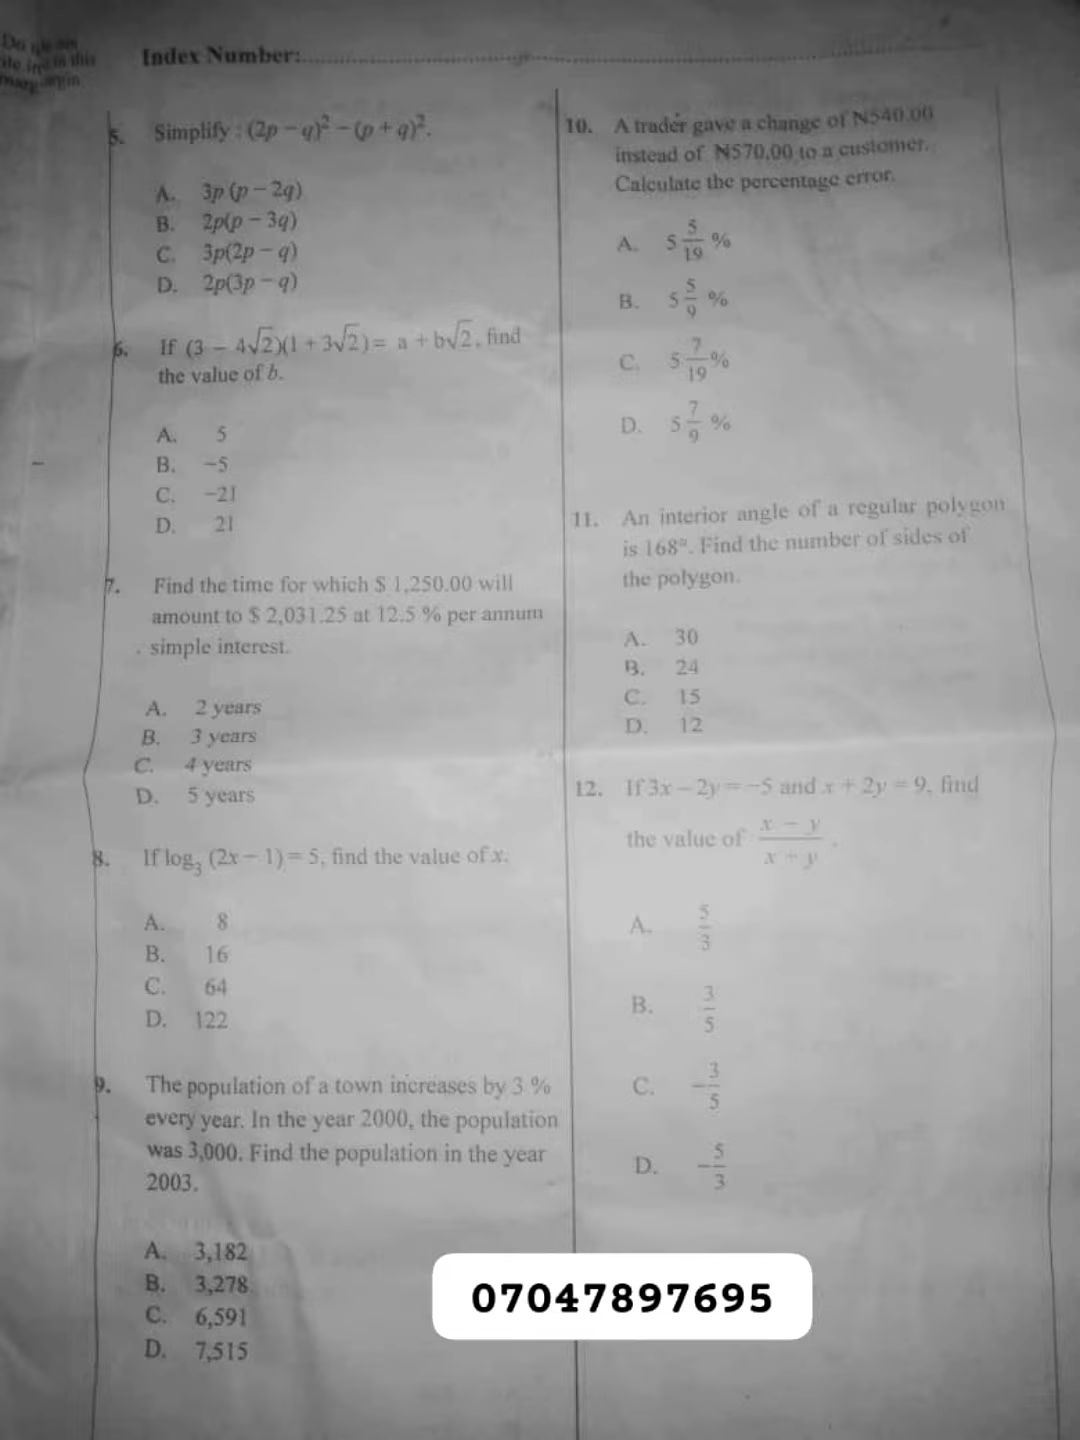 Index Number:
5. Simplify : (2p – q)² – (p + q)².
A. 3p (p – 2q)
B. 2p(p – 3q)
C. 3p(2p – q)
D. 2p(3p – q)
6. If (3 – 4√2)(1 + 3√2) = a + b√2, find
the value of b.
A. 5
B. –5
C. –21
D. 21
7. Find the time for which $ 1,250.00 will
amount to $ 2,031.25 at 12.5 % per annum
simple interest.
A. 2 years
B. 3 years
C. 4 years
D. 5 years
8. If log₃ (2x – 1) = 5, find the value of x.
A. 8
B. 16
C. 64
D. 122
9. The population of a town increases by 3 %
every year. In the year 2000, the population
was 3,000. Find the population in the year
2003.
A. 3,182
B. 3,278
C. 6,591
D. 7,515
10. A trader gave a change of ₦540.00
instead of ₦570.00 to a customer.
Calculate the percentage error.
A. 5 5/19 %
B. 5 5/9 %
C. 5 7/19 %
D. 5 7/9 %
11. An interior angle of a regular polygon
is 168°. Find the number of sides of
the polygon.
A. 30
B. 24
C. 15
D. 12
12. If 3x – 2y = –5 and x + 2y = 9, find
the value of (x – y)/(x + y).
A. 5/3
B. 3/5
C. –3/5
D. –5/3
07047897695